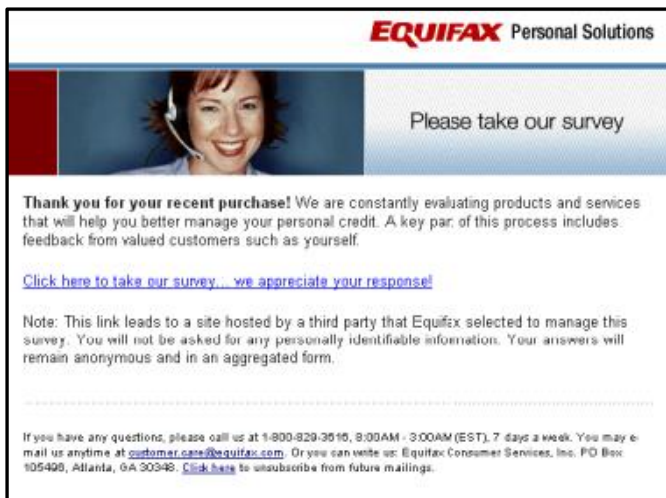 EQUIFAX Personal Solutions
Please take our survey
Thank you for your recent purchase! We are constantly evaluating products and services
that will help you better manage your personal credit. A key part of this process includes
feedback from valued customers such as yourself.
Click here to take our survey... we appreciate your response!
Note: This link leads to a site hosted by a third party that Equifax selected to manage this
survey. You will not be asked for any personally identifiable information. Your answers will
remain anonymous and in an aggregated form.
If you have any questions, please call us at 1-800-829-3616, 8:00AM - 3:00AM (EST), 7 days a week. You may e-
mail us anytime at customer.care@equifax.com. Or you can write us: Equifax Consumer Services, Inc. PO Box
105496, Atlanta, GA 30348. Click here to unsubscribe from future mailings.